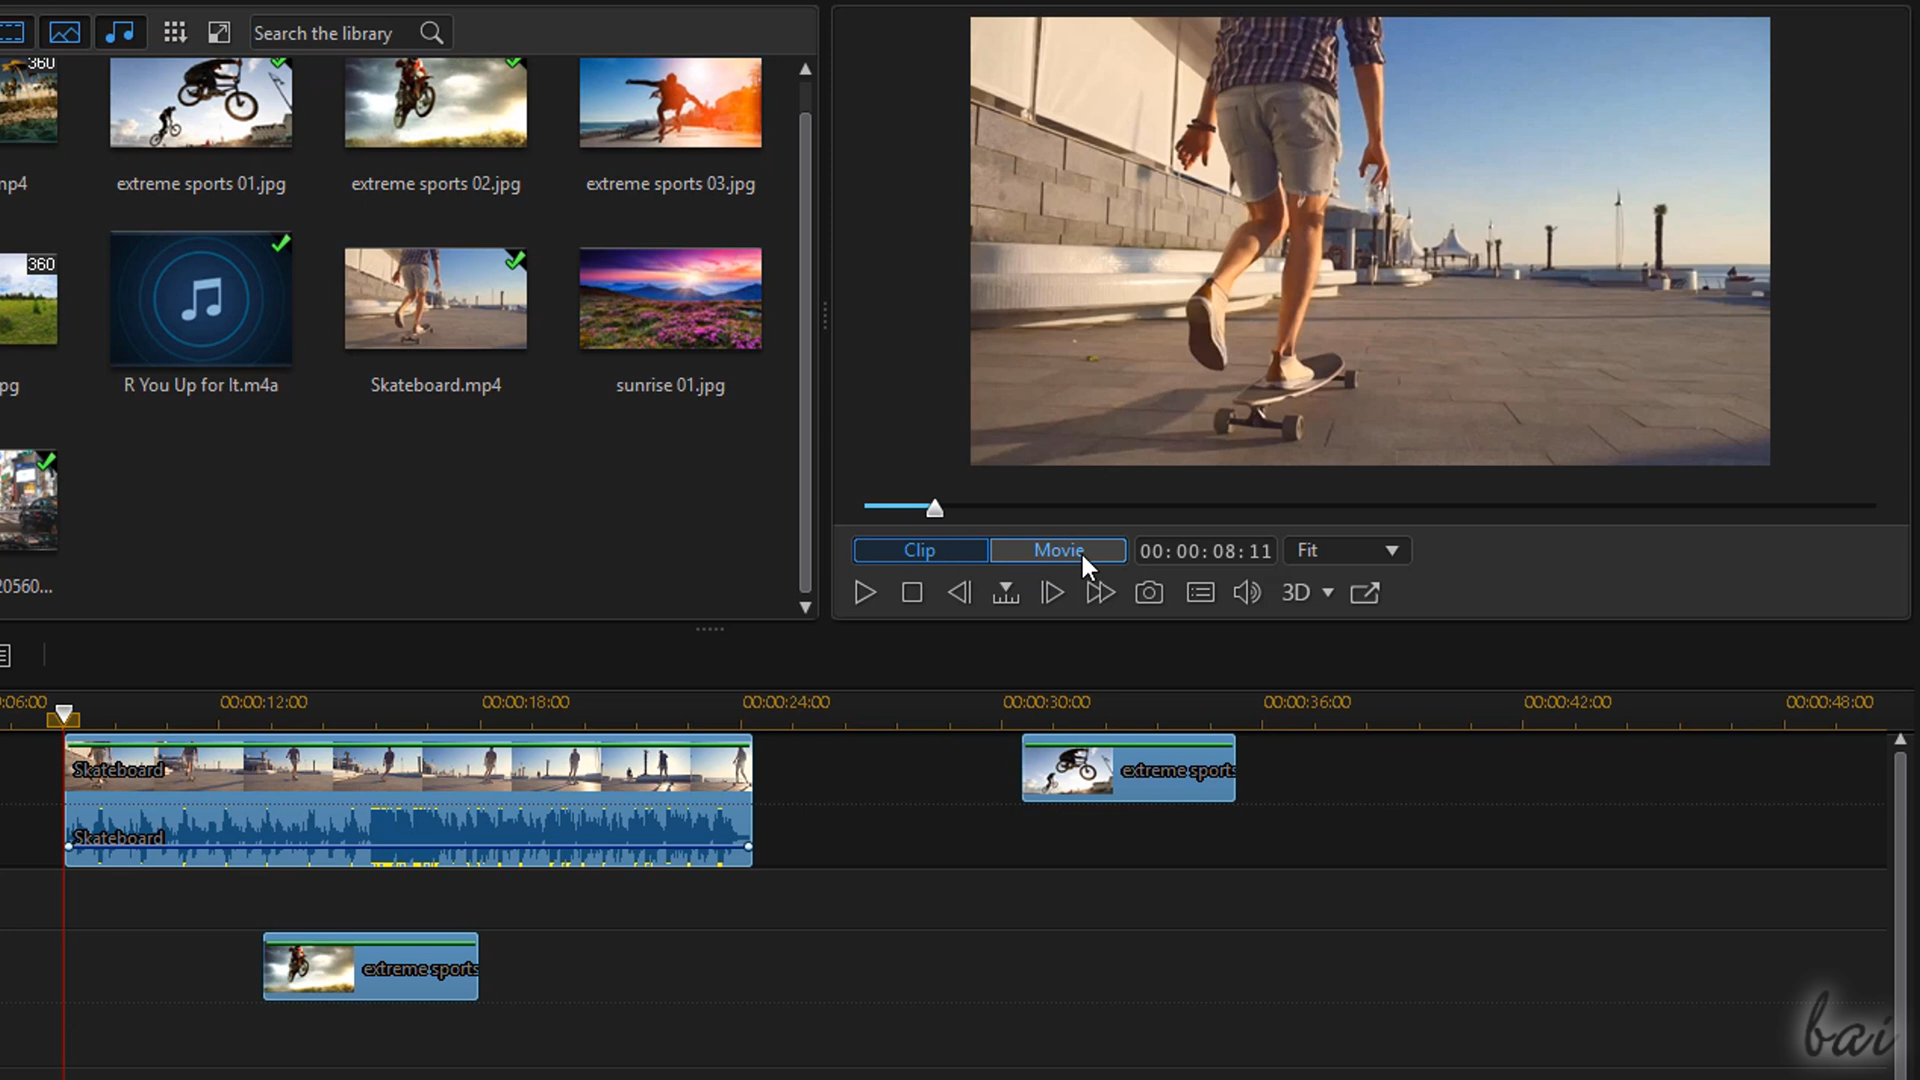 Search the library
360
np4
extreme sports 01.jpg
extreme sports 02.jpg
extreme sports 03.jpg
360
pg
R You Up for It.m4a
Skateboard.mp4
sunrise 01.jpg
20560...
Clip
Movie
00:00:08:11
Fit
3D
:06:00
00:00:12:00
00:00:18:00
00:00:24:00
00:00:30:00
00:00:36:00
00:00:42:00
00:00:48:00
Skateboard
extreme sports
Skateboard
extreme sports
bai